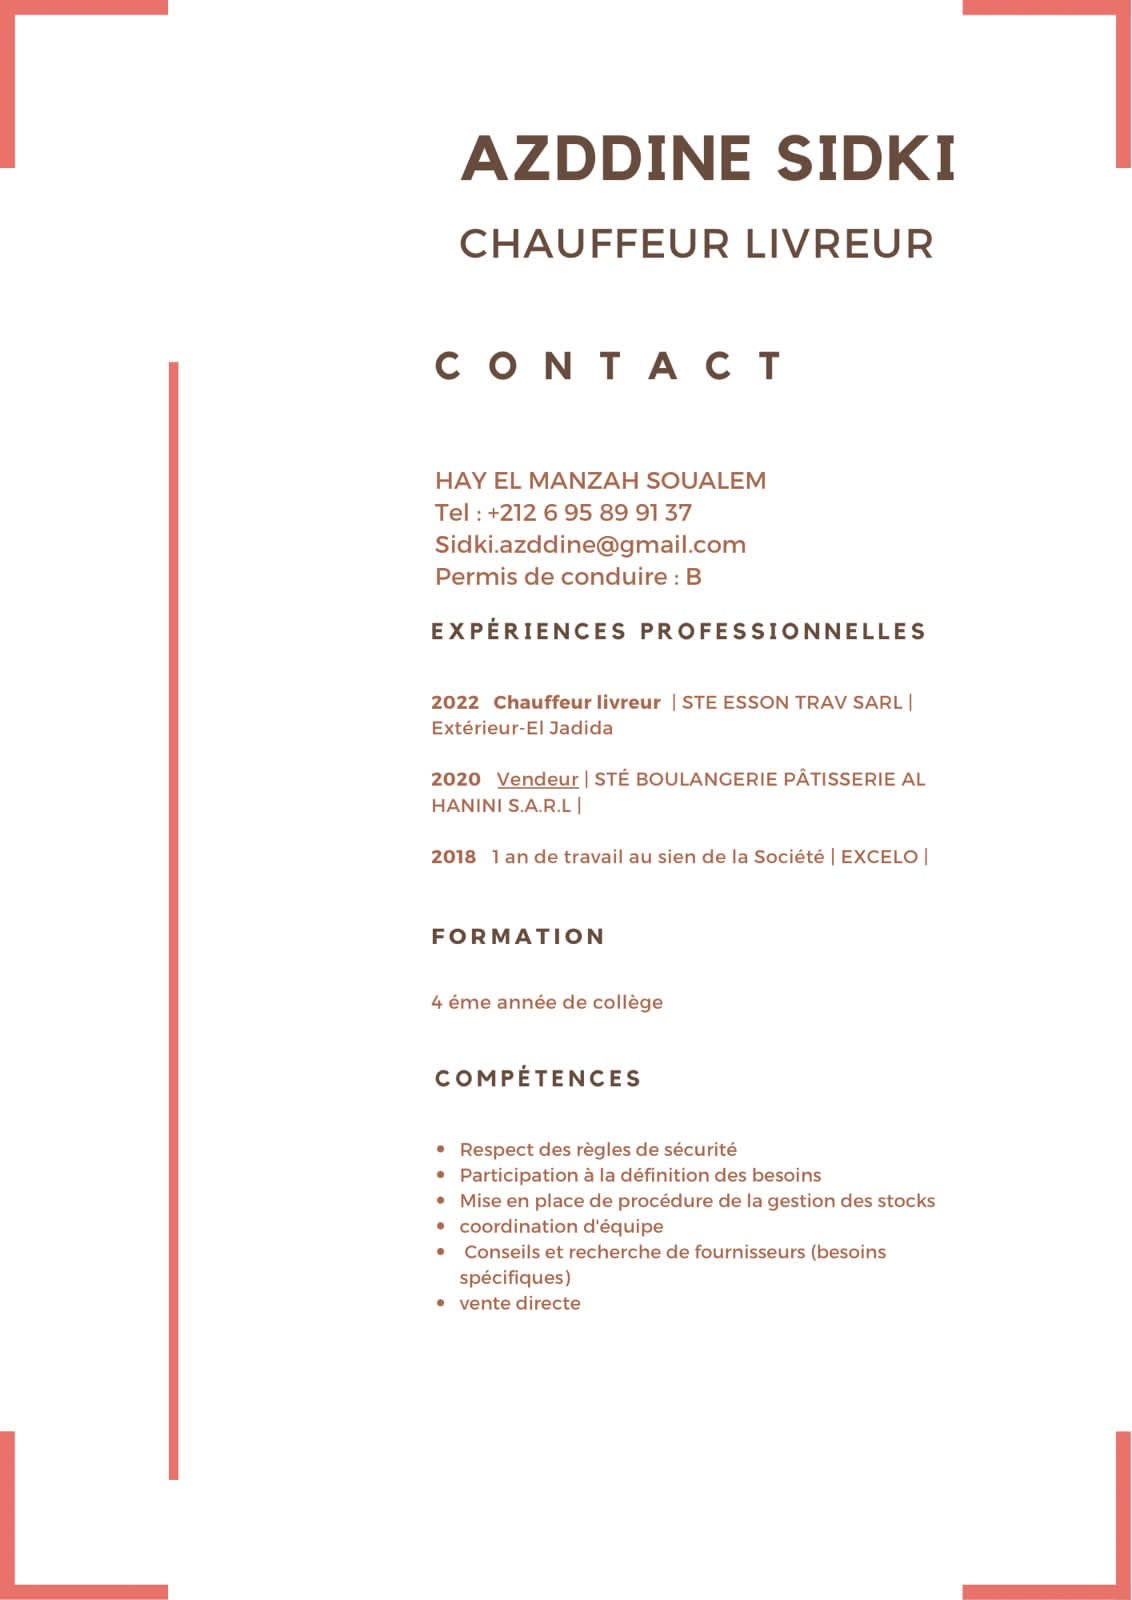 AZDDINE SIDKI
CHAUFFEUR LIVREUR
CONTACT
HAY EL MANZAH SOUALEM
Tel : +212 6 95 89 91 37
Sidki.azddine@gmail.com
Permis de conduire : B
EXPÉRIENCES PROFESSIONNELLES
2022 Chauffeur livreur | STE ESSON TRAV SARL |
Extérieur-El Jadida
2020 Vendeur | STÉ BOULANGERIE PÂTISSERIE AL
HANINI S.A.R.L |
2018 1 an de travail au sien de la Société | EXCELO |
FORMATION
4 éme année de collège
COMPÉTENCES
• Respect des règles de sécurité
• Participation à la définition des besoins
• Mise en place de procédure de la gestion des stocks
• coordination d'équipe
• Conseils et recherche de fournisseurs (besoins
spécifiques)
• vente directe